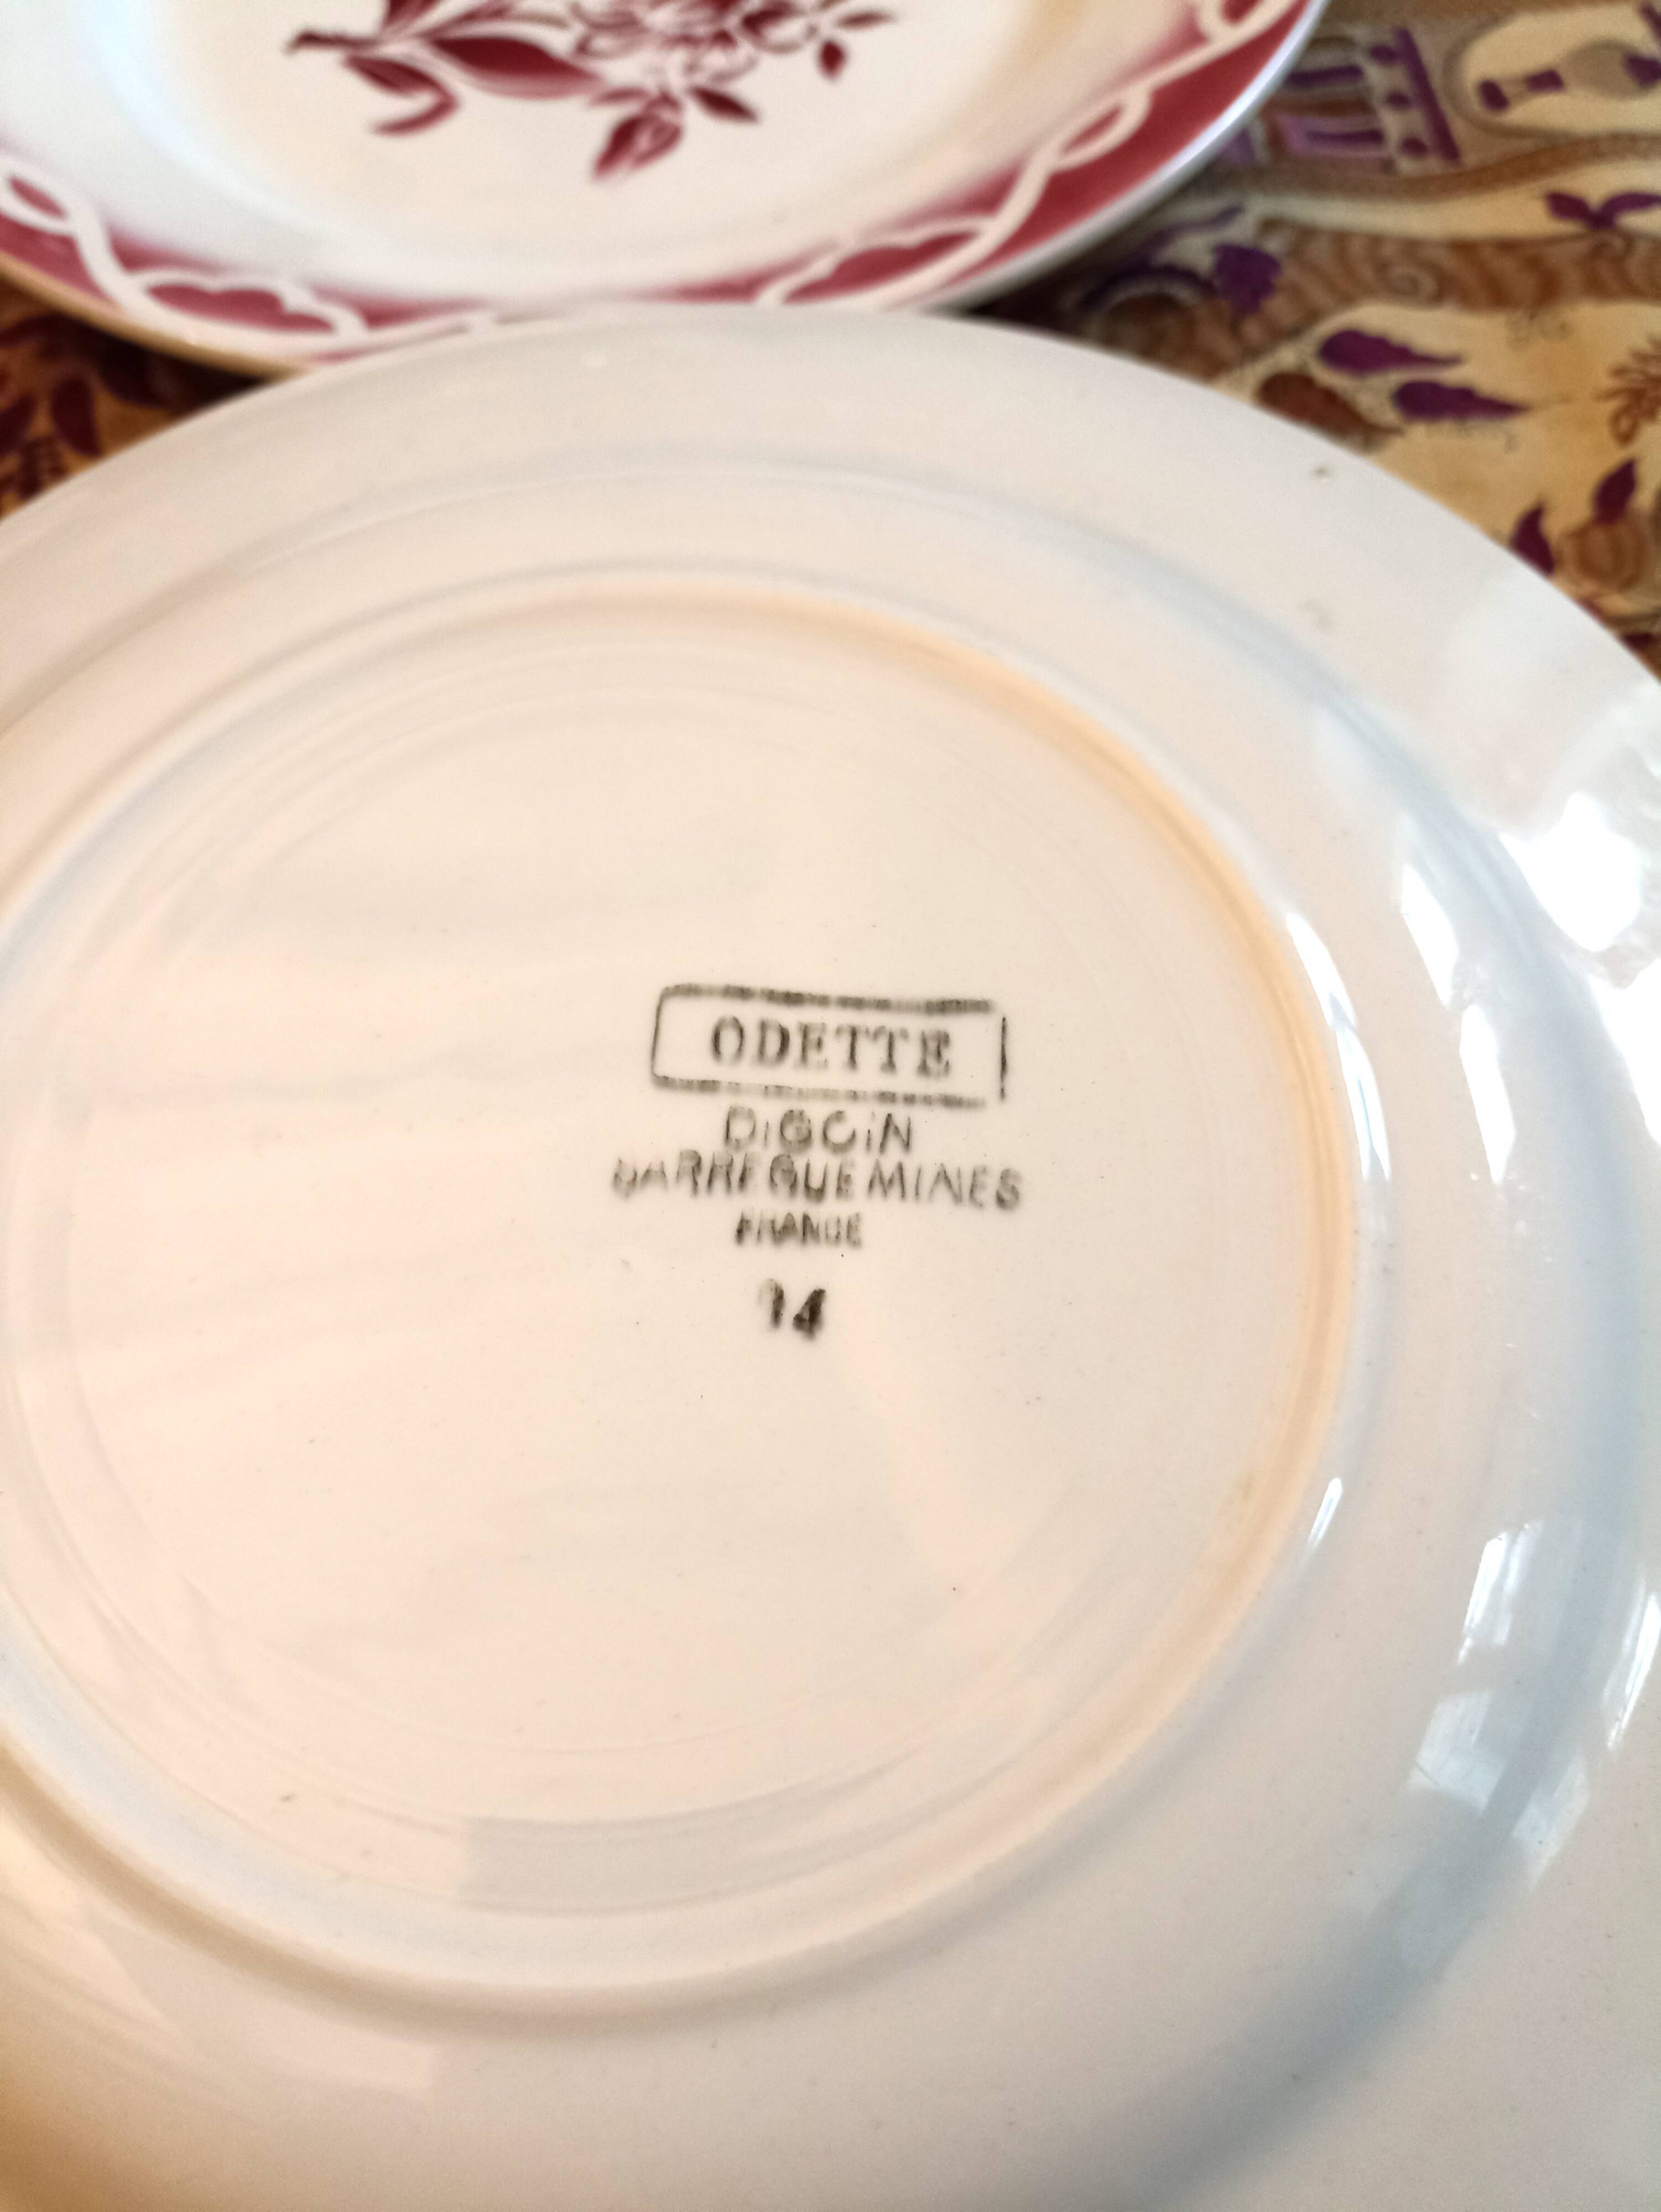 ODETTE
DIGOIN
SARREGUEMINES
FRANCE
14